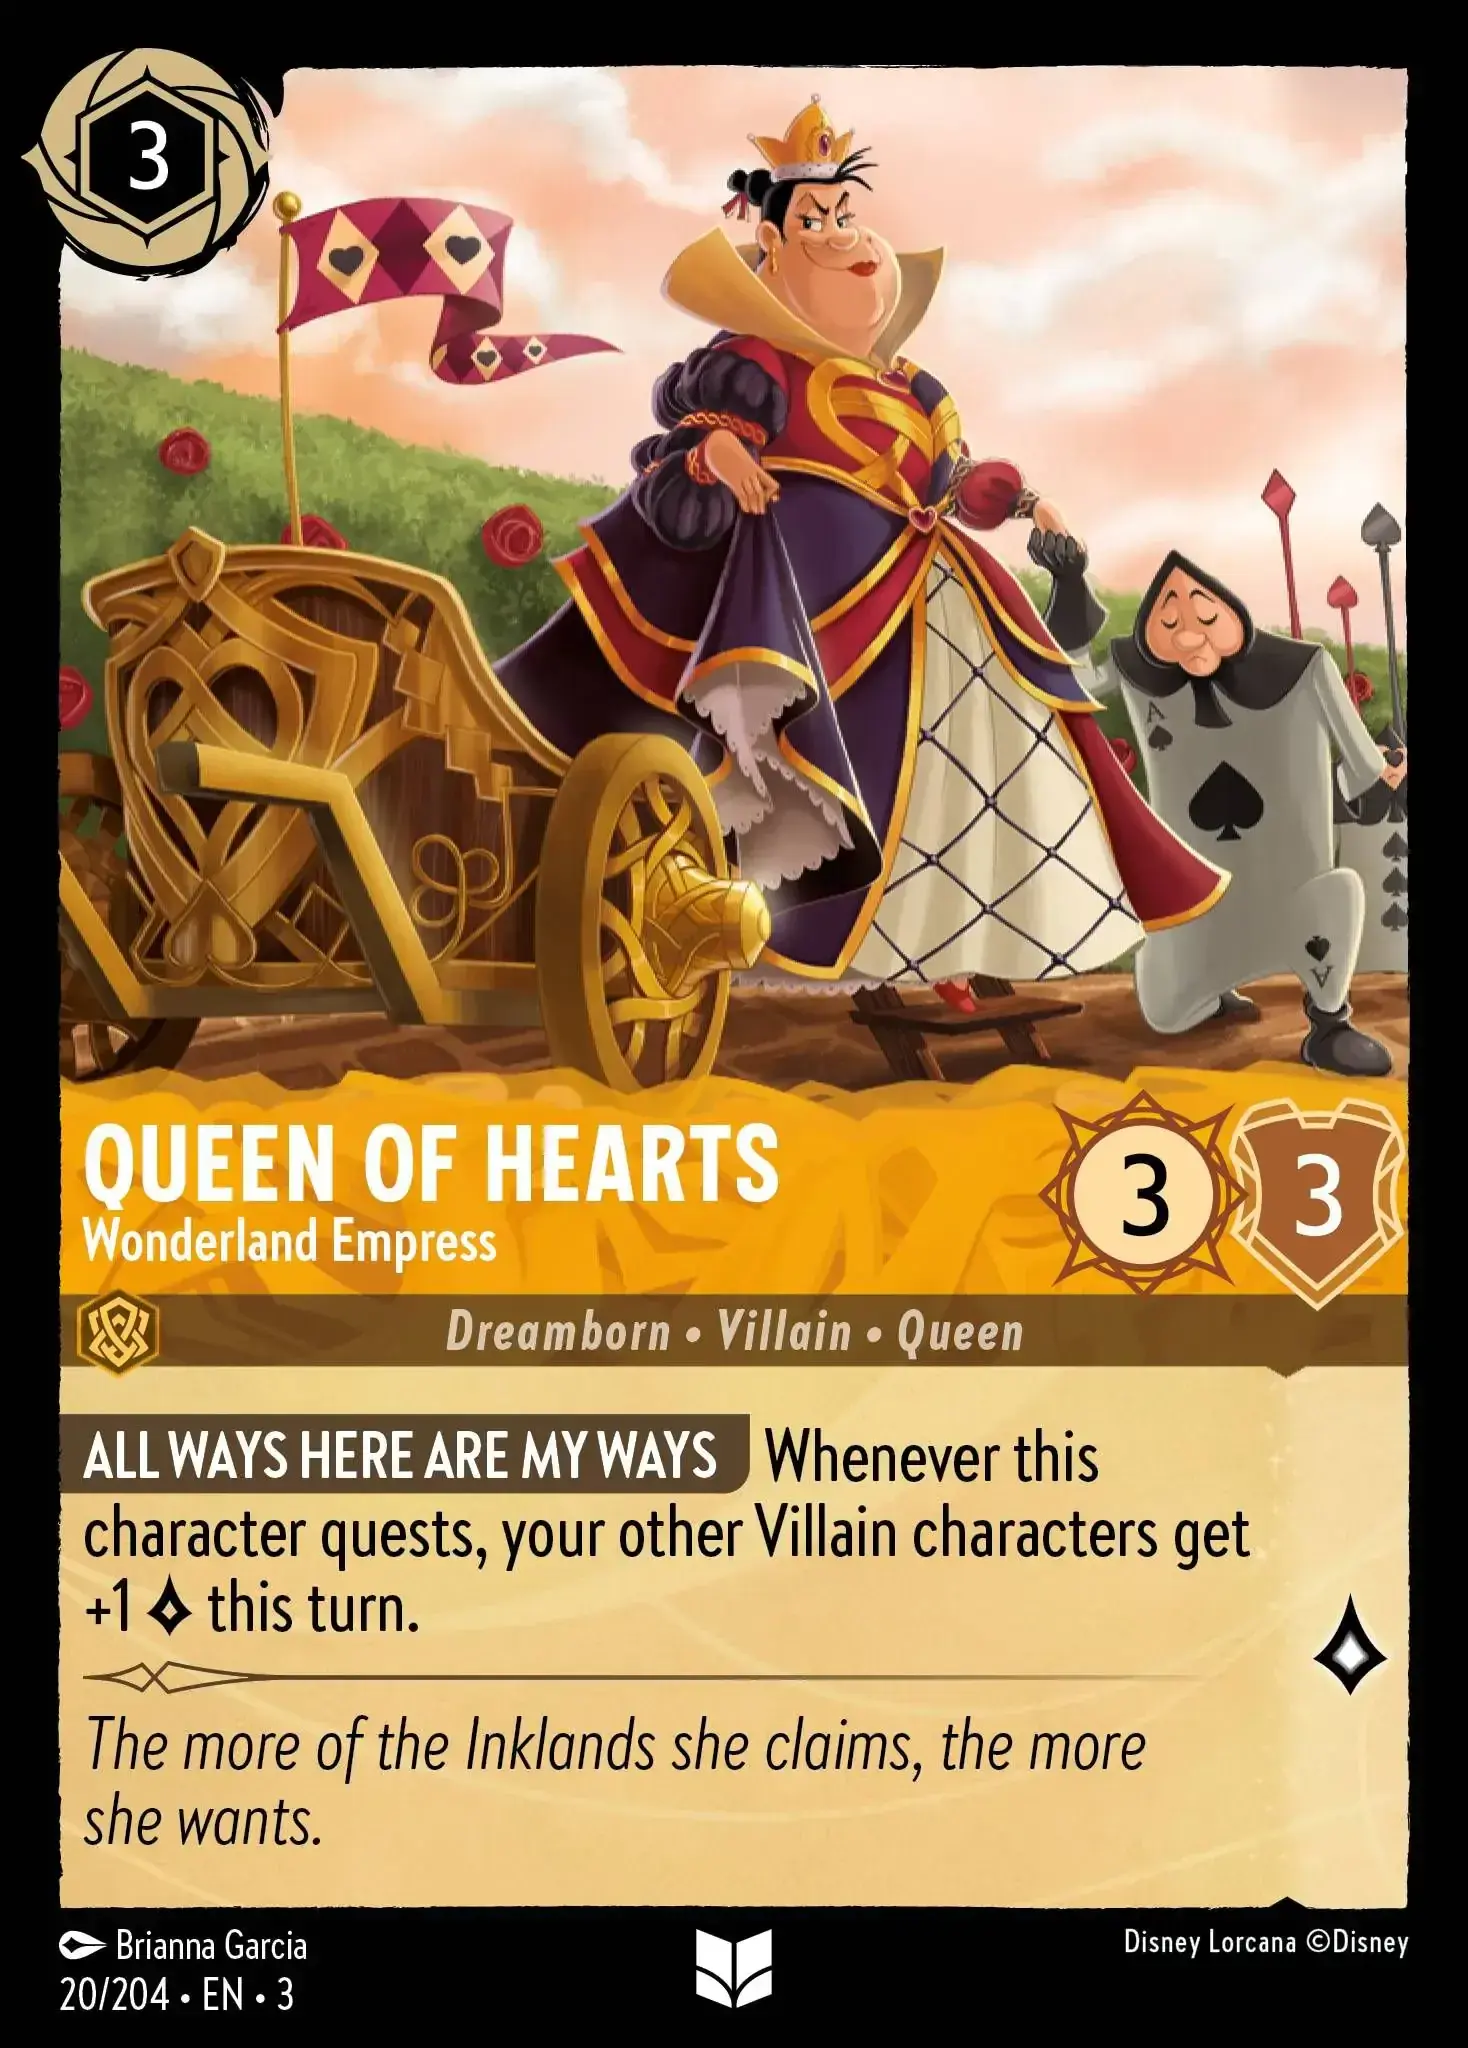 3
A
A
QUEEN OF HEARTS
Wonderland Empress
3
3
Dreamborn • Villain • Queen
ALL WAYS HERE ARE MY WAYS Whenever this
character quests, your other Villain characters get
+1 this turn.
The more of the Inklands she claims, the more
she wants.
Brianna Garcia
Disney Lorcana ©Disney
20/204 • EN • 3